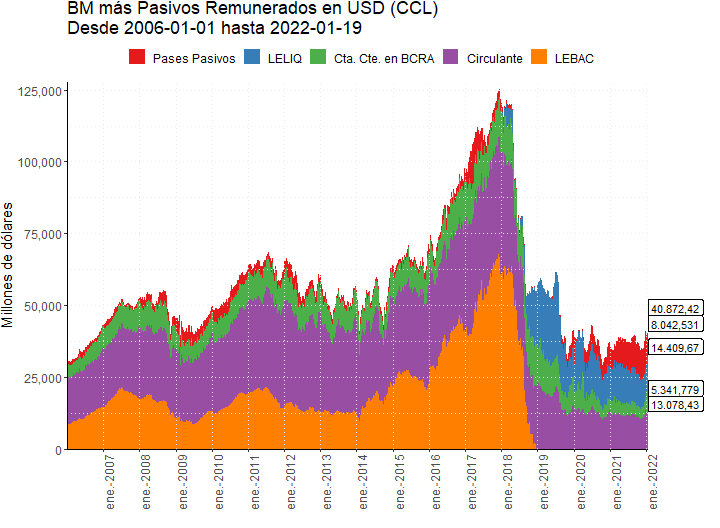 BM más Pasivos Remunerados en USD (CCL)
Desde 2006-01-01 hasta 2022-01-19
Pases Pasivos LELIQ Cta. Cte. en BCRA Circulante LEBAC
Millones de dólares
125,000
100,000
75,000
50,000
25,000
0
40.872,42
8.042,531
14.409,67
5.341,779
13.078,43
ene.-2007
ene.-2008
ene.-2009
ene.-2010
ene.-2011
ene.-2012
ene.-2013
ene.-2014
ene.-2015
ene.-2016
ene.-2017
ene.-2018
ene.-2019
ene.-2020
ene.-2021
ene.-2022